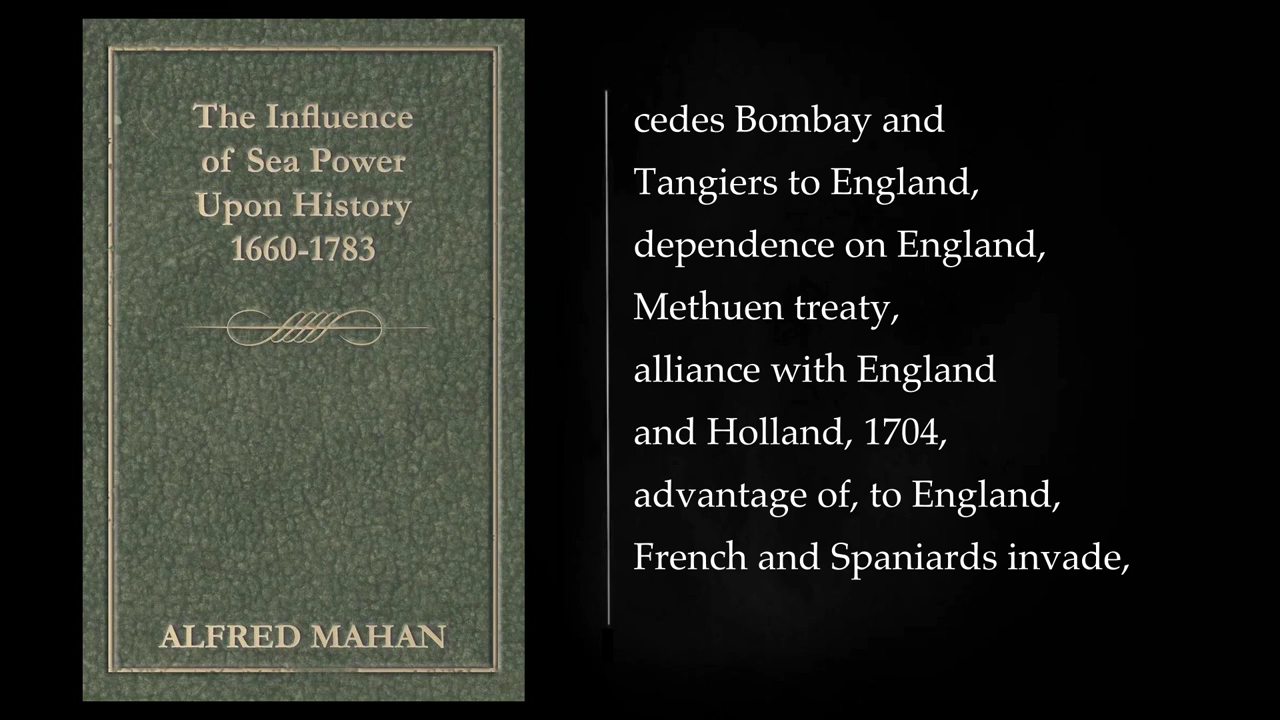 The Influence
of Sea Power
Upon History
1660-1783
ALFRED MAHAN
cedes Bombay and
Tangiers to England,
dependence on England,
Methuen treaty,
alliance with England
and Holland, 1704,
advantage of, to England,
French and Spaniards invade,